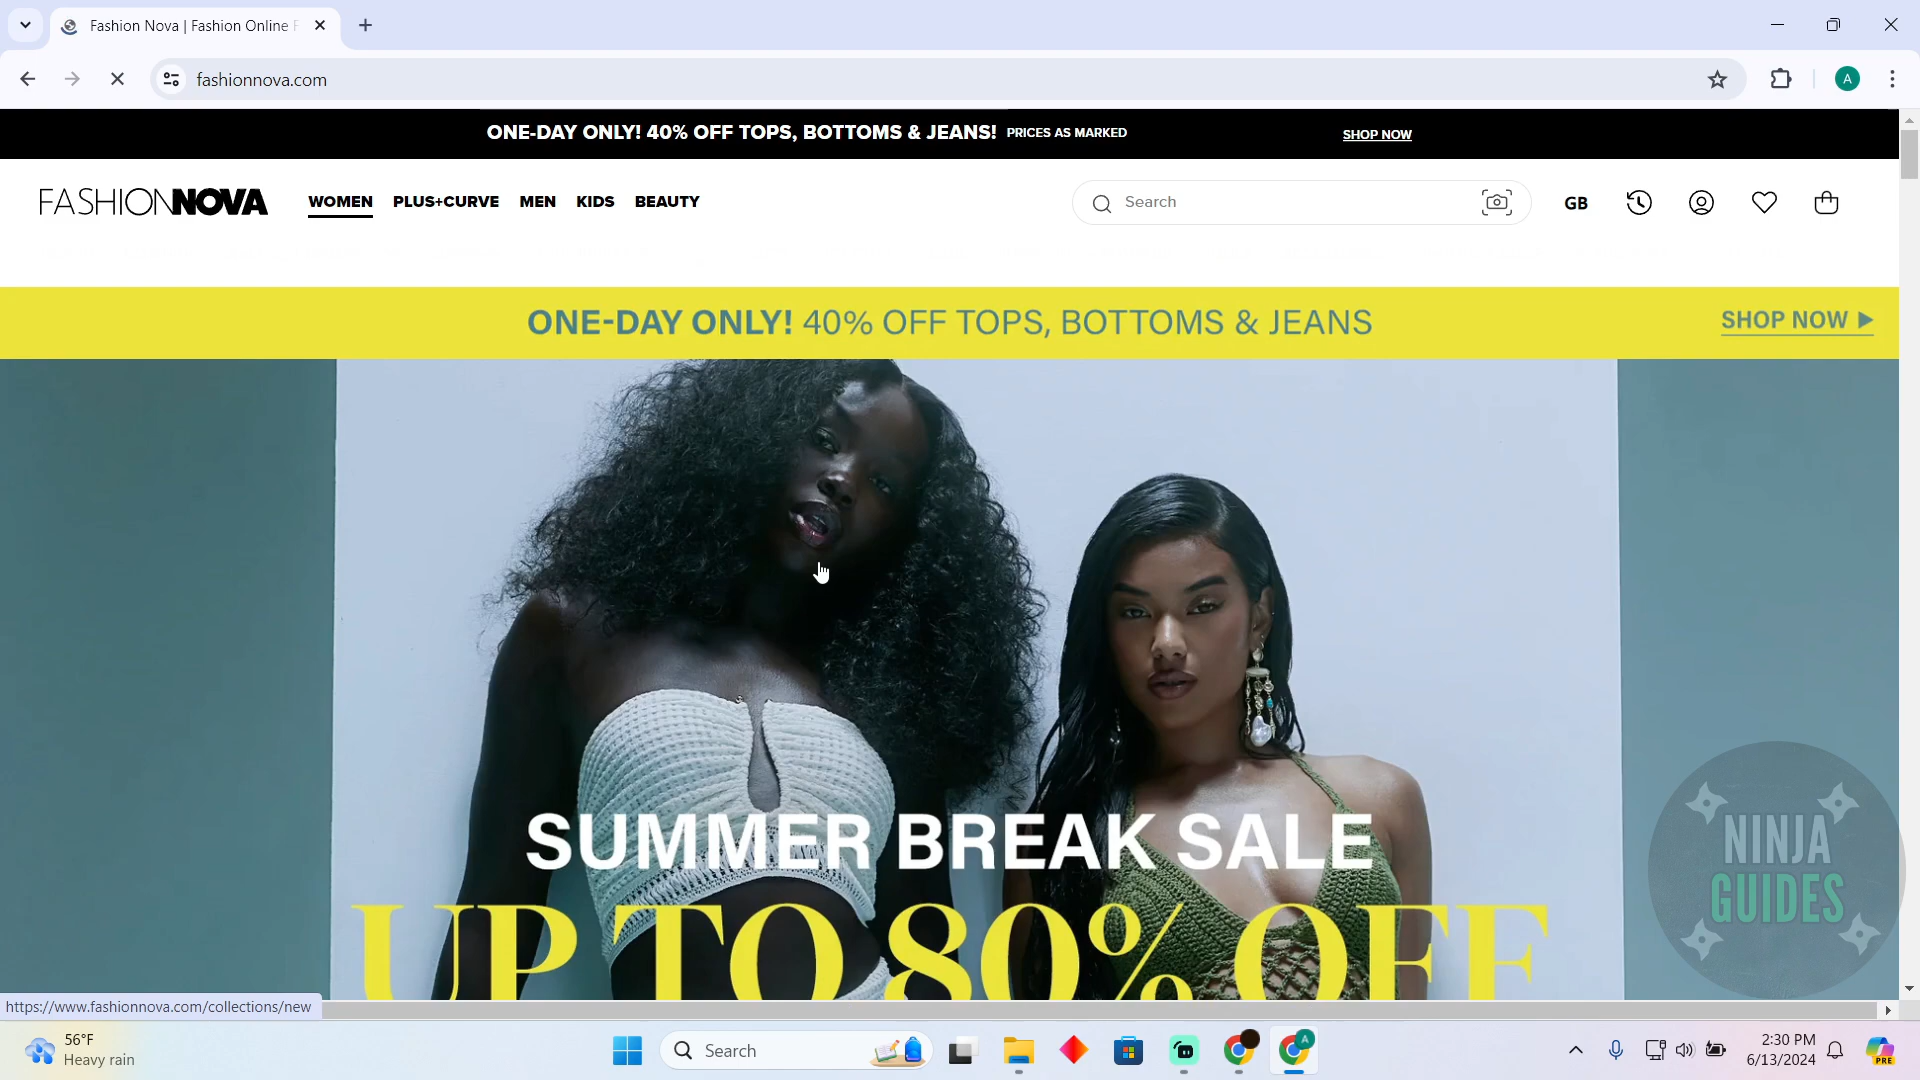 Fashion Nova | Fashion Online F
fashionnova.com
A
ONE-DAY ONLY! 40% OFF TOPS, BOTTOMS & JEANS! PRICES AS MARKED SHOP NOW
FASHIONNOVA WOMEN PLUS+CURVE MEN KIDS BEAUTY Search GB
ONE-DAY ONLY! 40% OFF TOPS, BOTTOMS & JEANS SHOP NOW
SUMMER BREAK SALE
UP TO 80% OFF
NINJA
GUIDES
https://www.fashionnova.com/collections/new
56°F
Heavy rain
Search
A
2:30 PM
6/13/2024
PRE